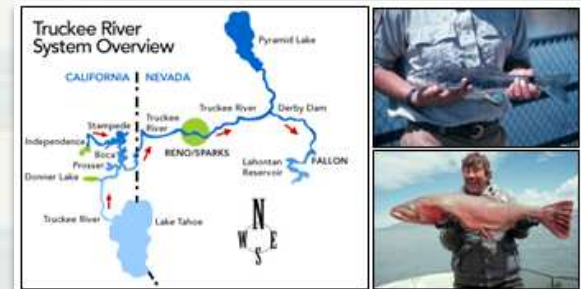 Truckee River
System Overview
Pyramid Lake
CALIFORNIA
NEVADA
Truckee River
Derby Dam
Truckee
River
Stampede
Independence
Boca
Prosser
Donner Lake
RENO/SPARKS
Lahontan
Reservoir
FALLON
Truckee River
Lake Tahoe
N
W E
S